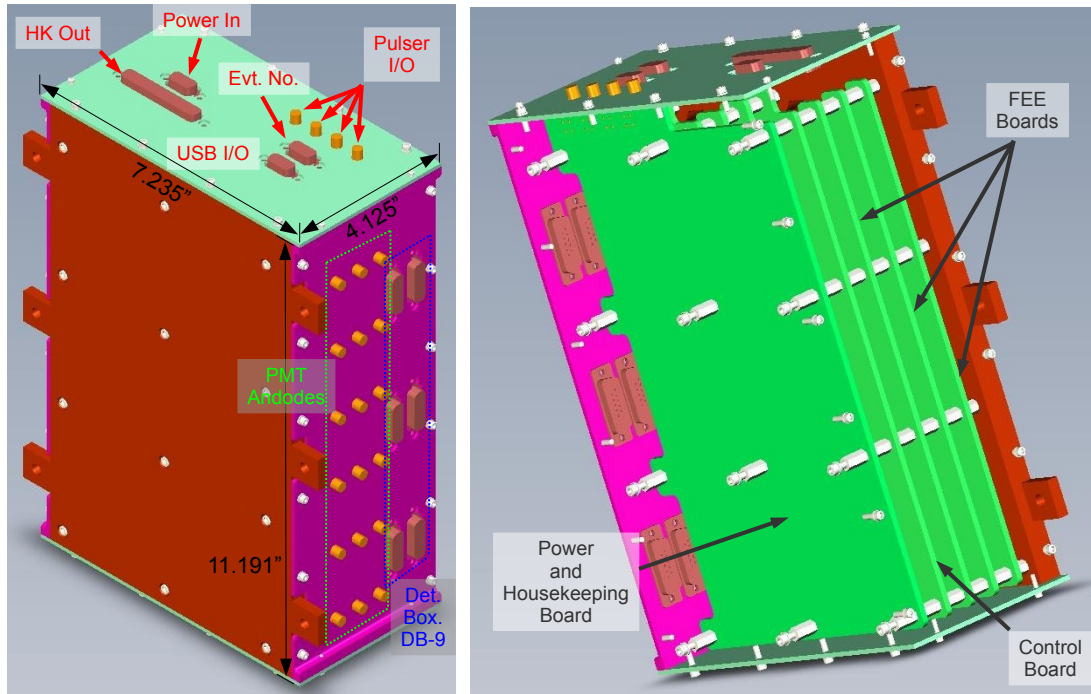 Power In
HK Out
Pulser
I/O
Evt. No.
USB I/O
7.235”
4.125”
PMT
Andodes
11.191”
Det.
Box.
DB-9
FEE
Boards
Power
and
Housekeeping
Board
Control
Board